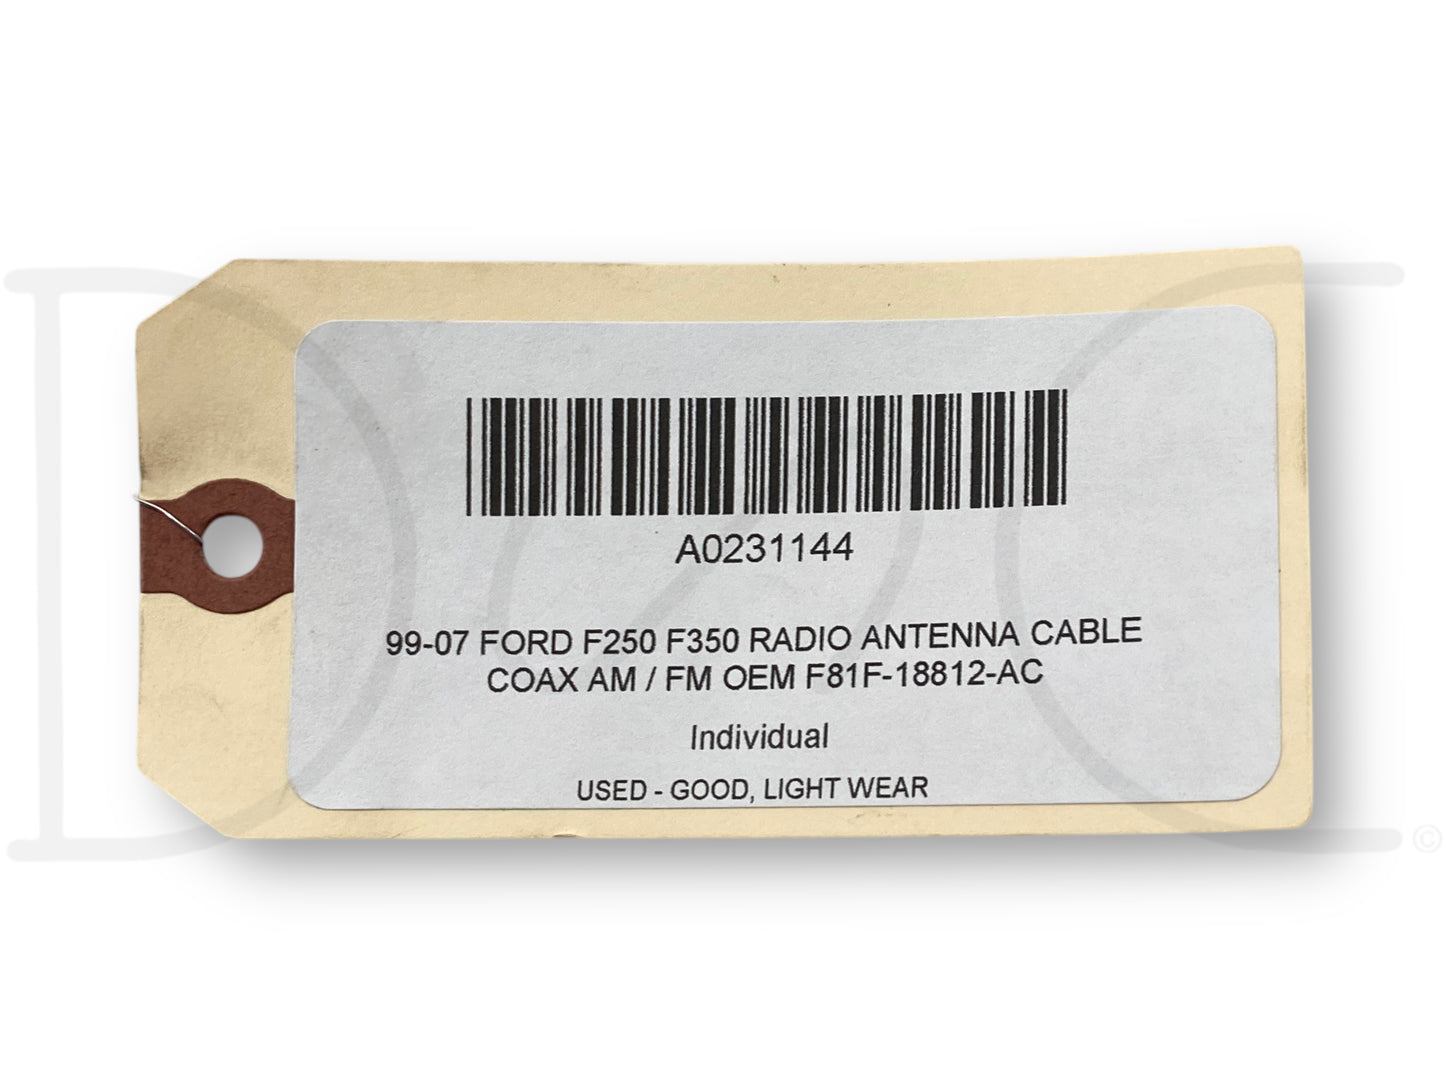 A0231144
99-07 FORD F250 F350 RADIO ANTENNA CABLE
COAX AM / FM OEM F81F-18812-AC
Individual
USED - GOOD, LIGHT WEAR
©